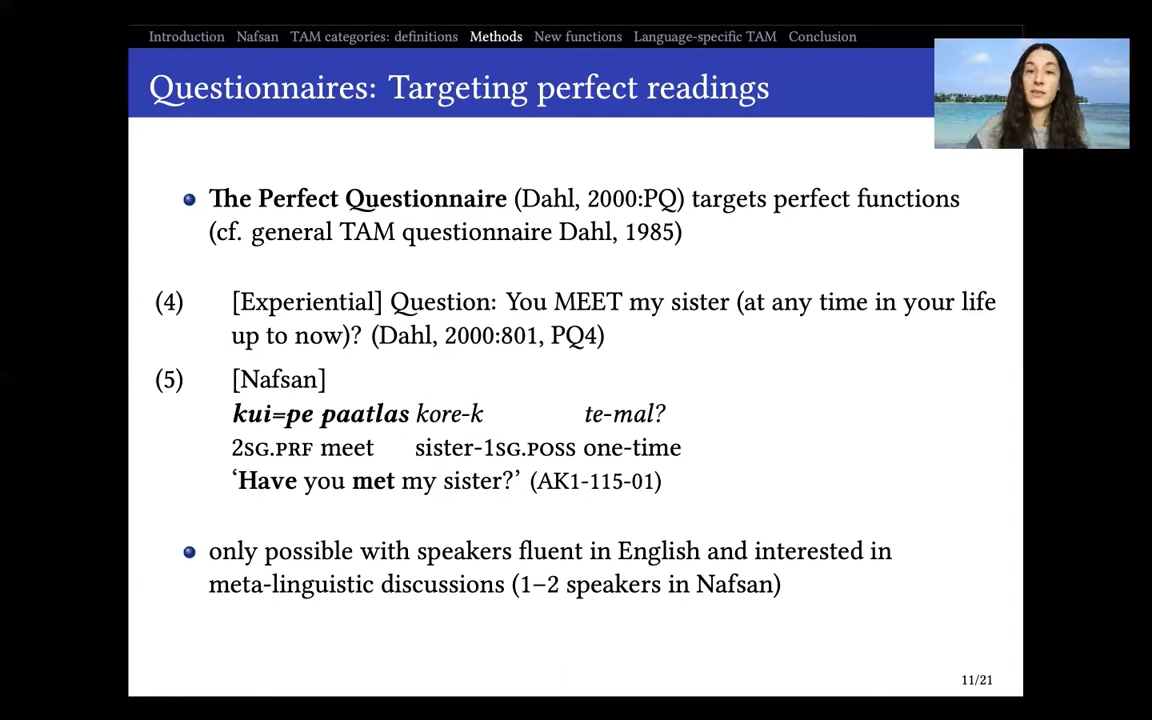 Introduction Nafsan TAM categories: definitions Methods New functions Language-specific TAM Conclusion
Questionnaires: Targeting perfect readings
The Perfect Questionnaire (Dahl, 2000:PQ) targets perfect functions
(cf. general TAM questionnaire Dahl, 1985)
(4) [Experiential] Question: You MEET my sister (at any time in your life
up to now)? (Dahl, 2000:801, PQ4)
(5) [Nafsan]
kui=pe paatlas kore-k te-mal?
2SG.PRF meet sister-1SG.POSS one-time
‘Have you met my sister?’ (AK1-115-01)
only possible with speakers fluent in English and interested in
meta-linguistic discussions (1–2 speakers in Nafsan)
11/21